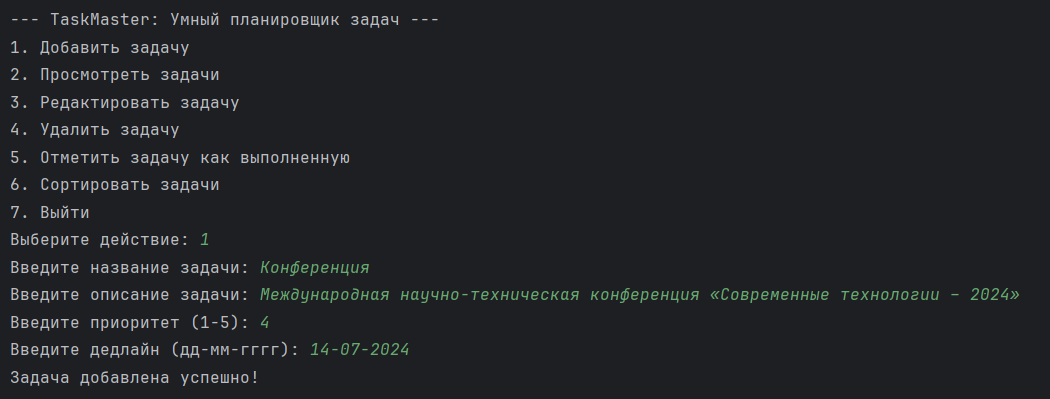 --- TaskMaster: Умный планировщик задач ---
1. Добавить задачу
2. Просмотреть задачи
3. Редактировать задачу
4. Удалить задачу
5. Отметить задачу как выполненную
6. Сортировать задачи
7. Выйти
Выберите действие: 1
Введите название задачи: Конференция
Введите описание задачи: Международная научно-техническая конференция «Современные технологии – 2024»
Введите приоритет (1-5): 4
Введите дедлайн (дд-мм-гггг): 14-07-2024
Задача добавлена успешно!